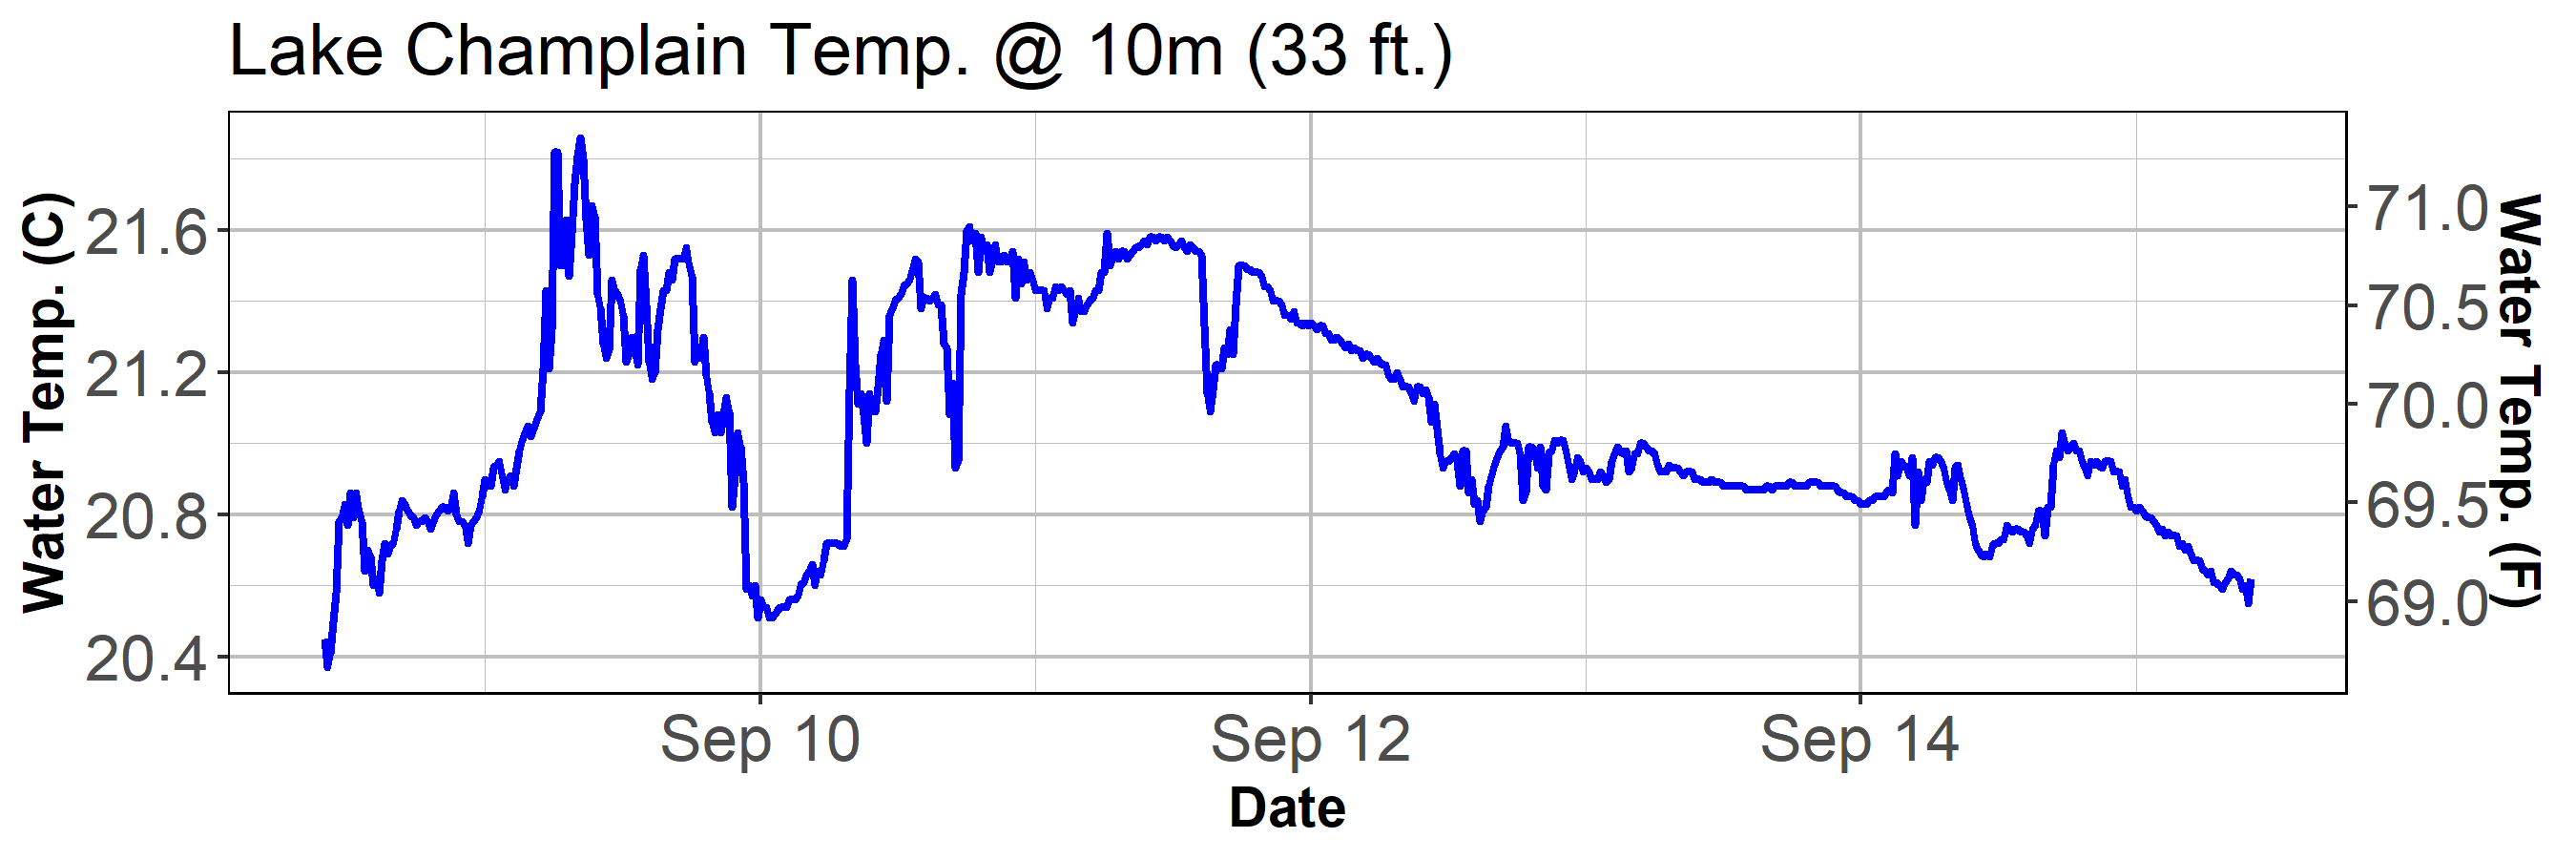 Lake Champlain Temp. @ 10m (33 ft.)
Water Temp. (C)
21.6
21.2
20.8
20.4
71.0
70.5
70.0
69.5
69.0
Water Temp. (F)
Sep 10
Sep 12
Sep 14
Date